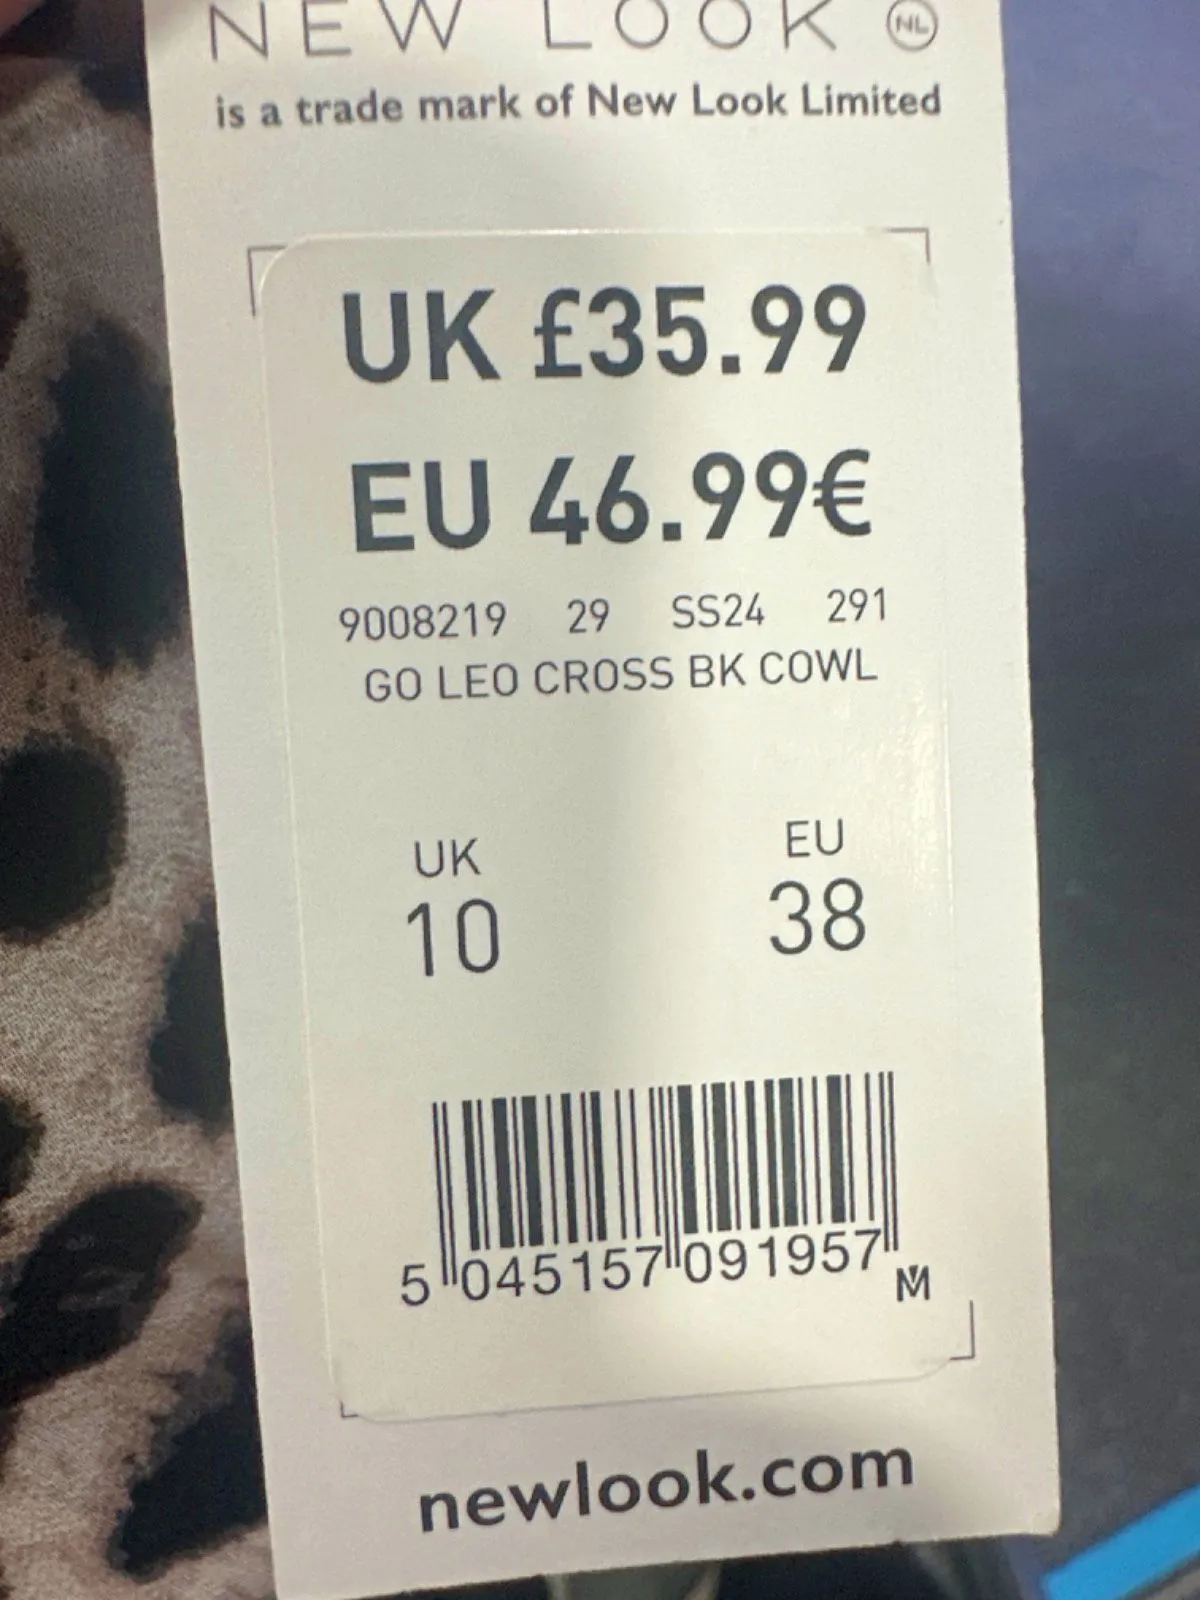 NEW LOOK NL
is a trade mark of New Look Limited
UK £35.99
EU 46.99€
9008219 29 SS24 291
GO LEO CROSS BK COWL
UK EU
10 38
5 045157 091957 M
newlook.com